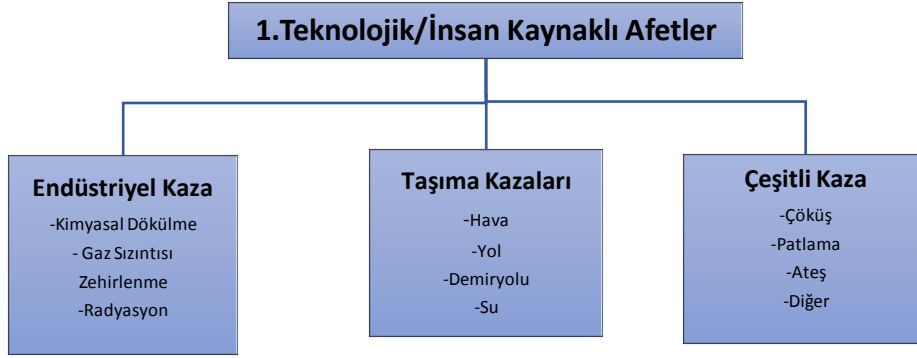 1.Teknolojik/İnsan Kaynaklı Afetler
Endüstriyel Kaza
-Kimyasal Dökülme
- Gaz Sızıntısı
Zehirlenme
-Radyasyon
Taşıma Kazaları
-Hava
-Yol
-Demiryolu
-Su
Çeşitli Kaza
-Çöküş
-Patlama
-Ateş
-Diğer